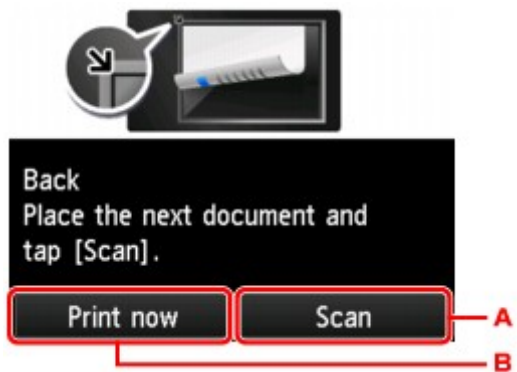 Back
Place the next document and
tap [Scan].
Print now Scan A
B